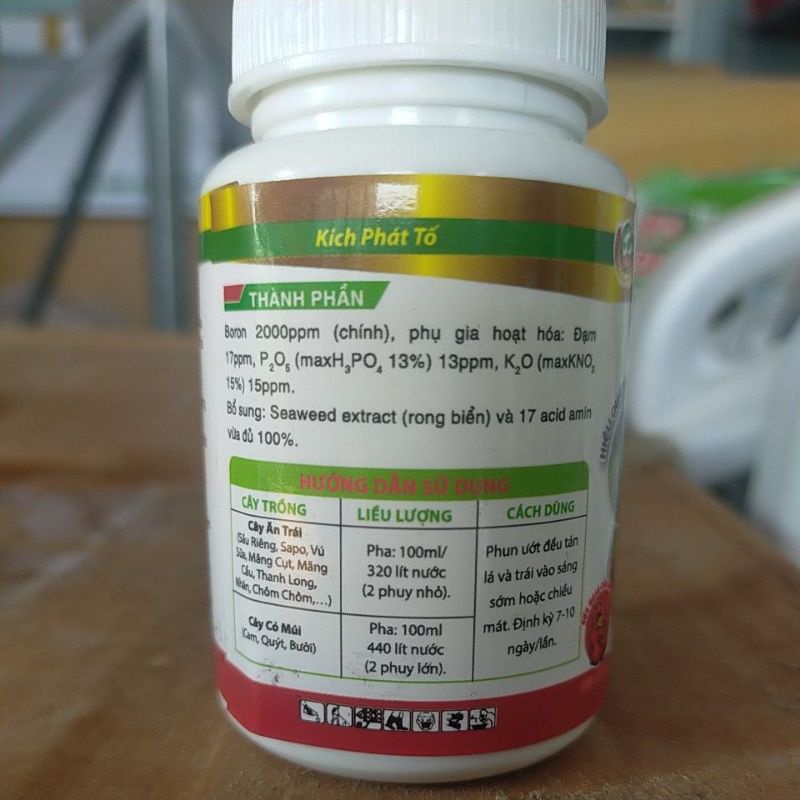 Kích Phát Tố
THÀNH PHẦN
Boron 2000ppm (chính), phụ gia hoạt hóa: Đạm
17ppm, P₂O₅ (maxH₃PO₄ 13%) 13ppm, K₂O (maxKNO₃
15%) 15ppm.
Bổ sung: Seaweed extract (rong biển) và 17 acid amin
vừa đủ 100%.
HƯỚNG DẪN SỬ DỤNG
CÂY TRỒNG
LIỀU LƯỢNG
CÁCH DÙNG
Cây Ăn Trái
(Sầu Riêng, Sapo, Vú
Sữa, Măng Cụt, Mãng
Cầu, Thanh Long,
Nhãn, Chôm Chôm,...)
Pha: 100ml/
320 lít nước
(2 phuy nhỏ).
Phun ướt đều tán
lá và trái vào sáng
sớm hoặc chiều
mát. Định kỳ 7-10
ngày/lần.
Cây Có Múi
(Cam, Quýt, Bưởi)
Pha: 100ml
440 lít nước
(2 phuy lớn).